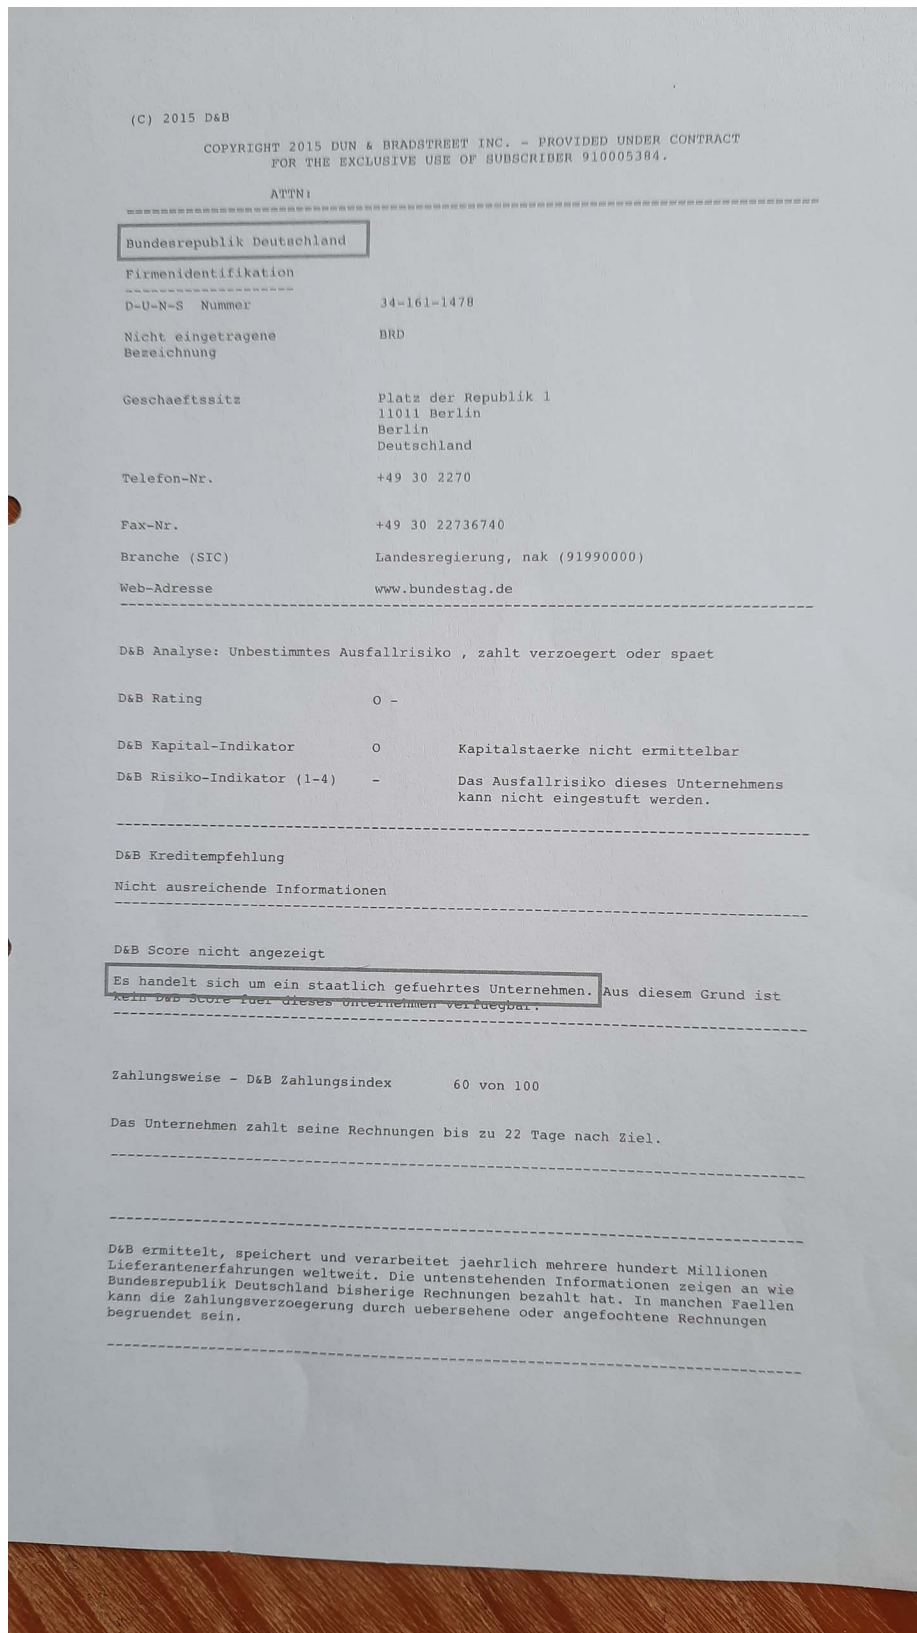 (C) 2015 D&B
COPYRIGHT 2015 DUN & BRADSTREET INC. - PROVIDED UNDER CONTRACT
FOR THE EXCLUSIVE USE OF SUBSCRIBER 910005384.
ATTN:
Bundesrepublik Deutschland
Firmenidentifikation
D-U-N-S Nummer 34-161-1478
Nicht eingetragene BRD
Bezeichnung
Geschaeftssitz Platz der Republik 1
11011 Berlin
Berlin
Deutschland
Telefon-Nr. +49 30 2270
Fax-Nr. +49 30 22736740
Branche (SIC) Landesregierung, nak (91990000)
Web-Adresse www.bundestag.de
D&B Analyse: Unbestimmtes Ausfallrisiko , zahlt verzoegert oder spaet
D&B Rating O -
D&B Kapital-Indikator O Kapitalstaerke nicht ermittelbar
D&B Risiko-Indikator (1-4) - Das Ausfallrisiko dieses Unternehmens
kann nicht eingestuft werden.
D&B Kreditempfehlung
Nicht ausreichende Informationen
D&B Score nicht angezeigt
Es handelt sich um ein staatlich gefuehrtes Unternehmen. Aus diesem Grund ist
kein D&B Score fuer dieses Unternehmen verfuegbar.
Zahlungsweise - D&B Zahlungsindex 60 von 100
Das Unternehmen zahlt seine Rechnungen bis zu 22 Tage nach Ziel.
D&B ermittelt, speichert und verarbeitet jaehrlich mehrere hundert Millionen
Lieferantenerfahrungen weltweit. Die untenstehenden Informationen zeigen an wie
Bundesrepublik Deutschland bisherige Rechnungen bezahlt hat. In manchen Faellen
kann die Zahlungsverzoegerung durch uebersehene oder angefochtene Rechnungen
begruendet sein.